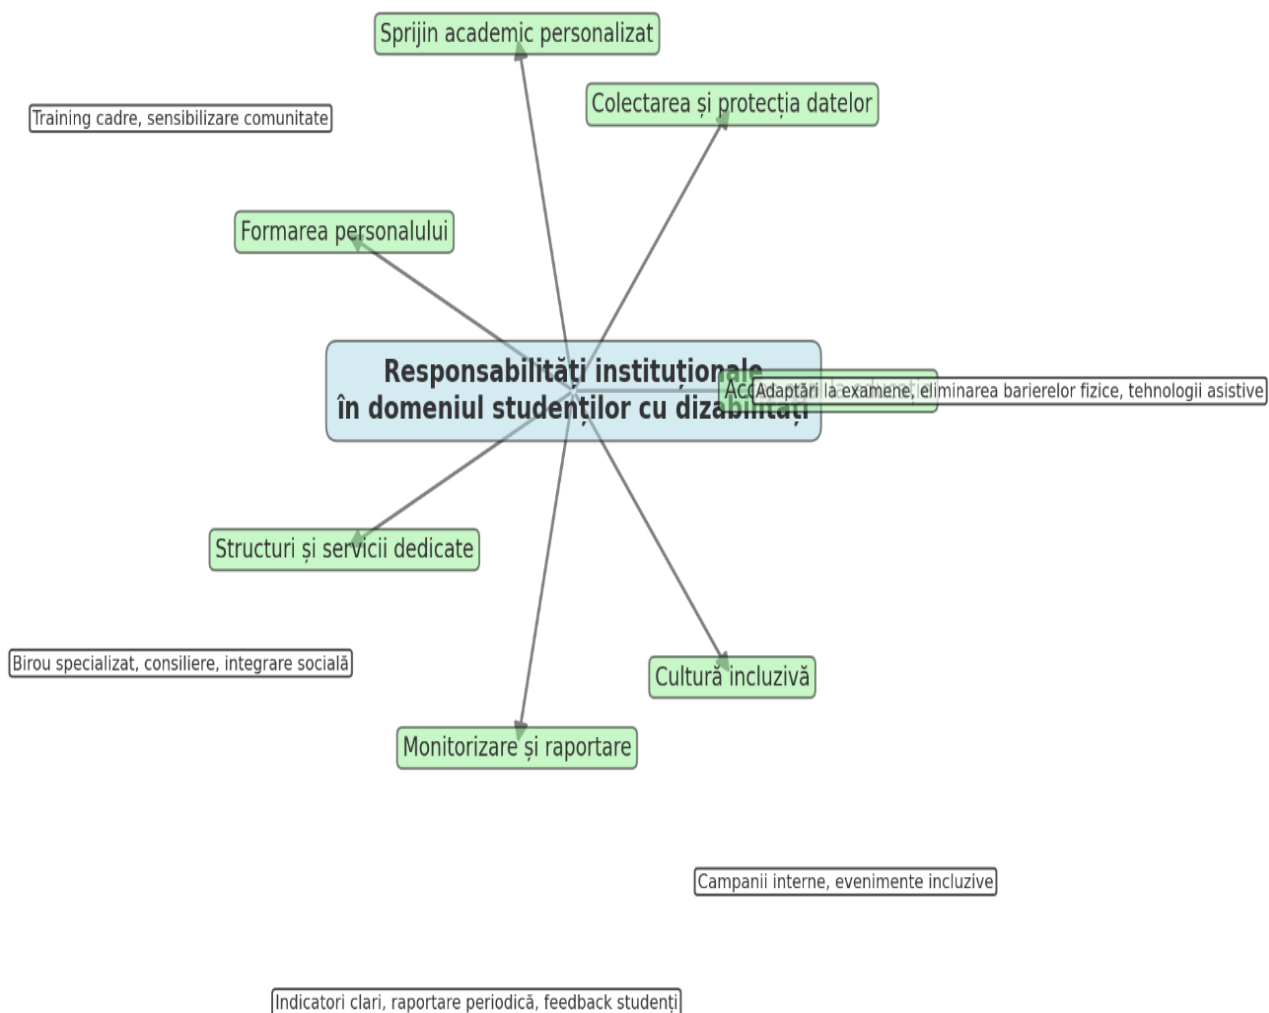 Sprijin academic personalizat
Colectarea și protecția datelor
Training cadre, sensibilizare comunitate
Formarea personalului
Responsabilități instituționale
în domeniul studenților cu dizabilități
Adaptări la examene, eliminarea barierelor fizice, tehnologii asistive
Structuri și servicii dedicate
Birou specializat, consiliere, integrare socială
Cultură incluzivă
Monitorizare și raportare
Campanii interne, evenimente incluzive
Indicatori clari, raportare periodică, feedback studenți